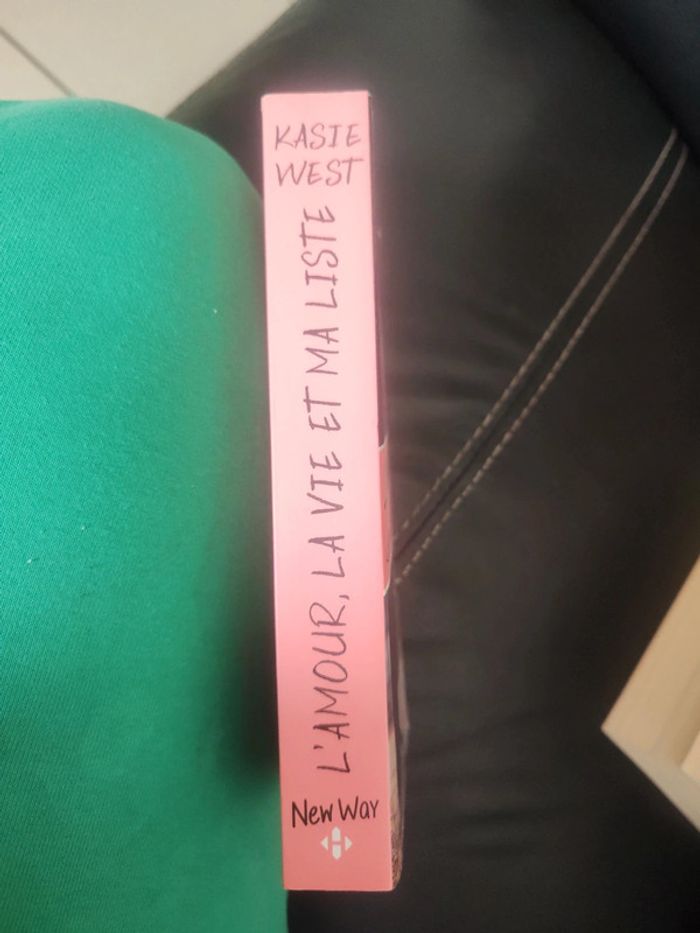 KASIE
WEST
L'AMOUR, LA VIE ET MA LISTE
New Way
H